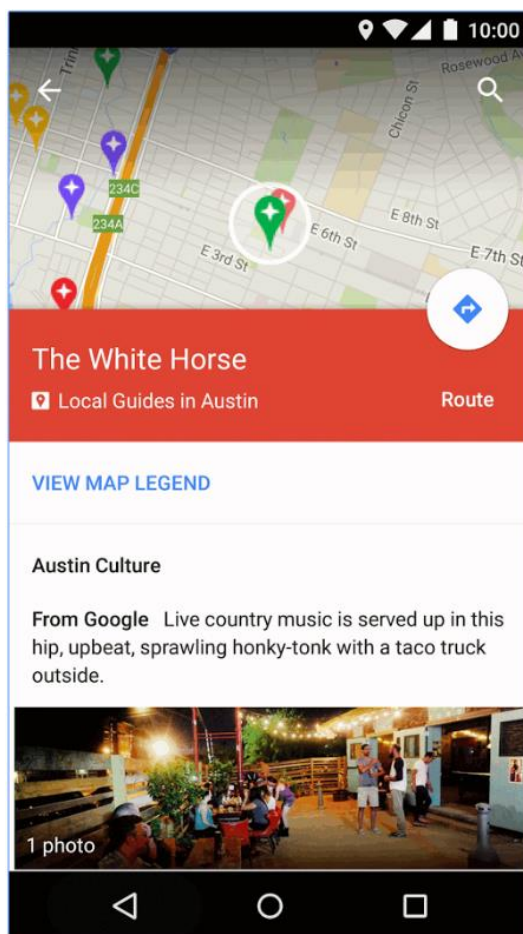 10:00
Rosewood
Chicon St
234C
234A
E 8th St
E 6th St
E 7th St
E 3rd St
The White Horse
Local Guides in Austin
Route
VIEW MAP LEGEND
Austin Culture
From Google Live country music is served up in this
hip, upbeat, sprawling honky-tonk with a taco truck
outside.
1 photo